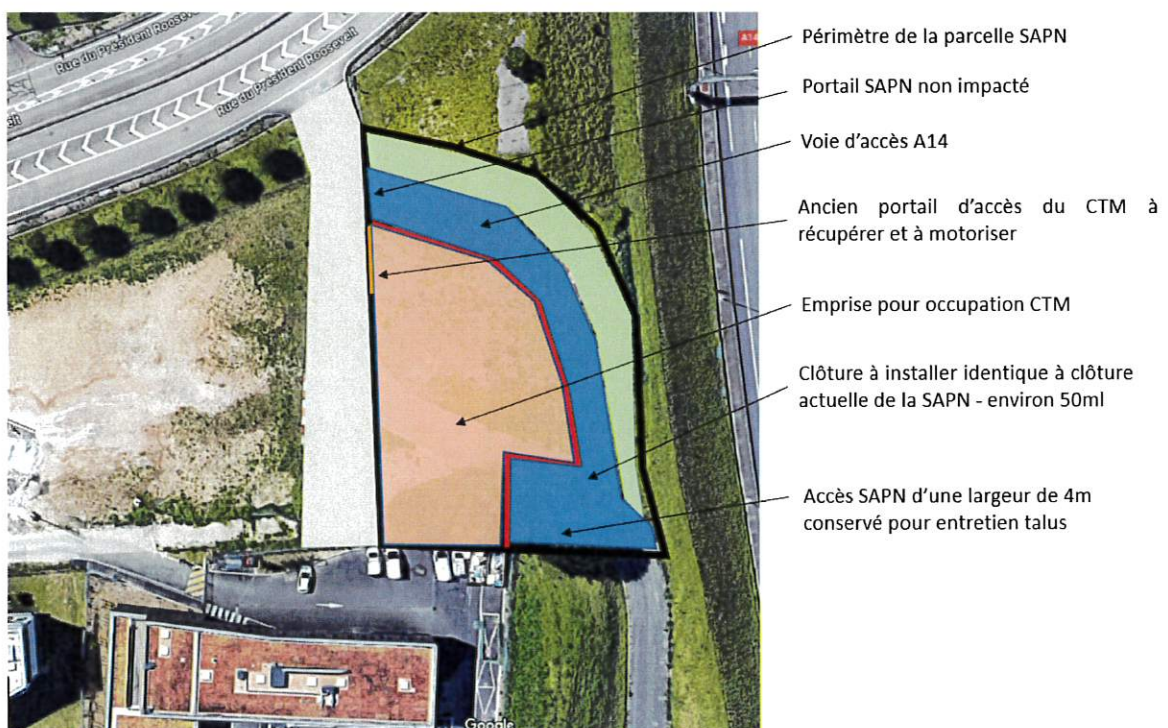 Rue du Président Roosevelt
Rue du Président Roosevelt
A14
Périmètre de la parcelle SAPN
Portail SAPN non impacté
Voie d'accès A14
Ancien portail d'accès du CTM à
récupérer et à motoriser
Emprise pour occupation CTM
Clôture à installer identique à clôture
actuelle de la SAPN - environ 50ml
Accès SAPN d'une largeur de 4m
conservé pour entretien talus
Google